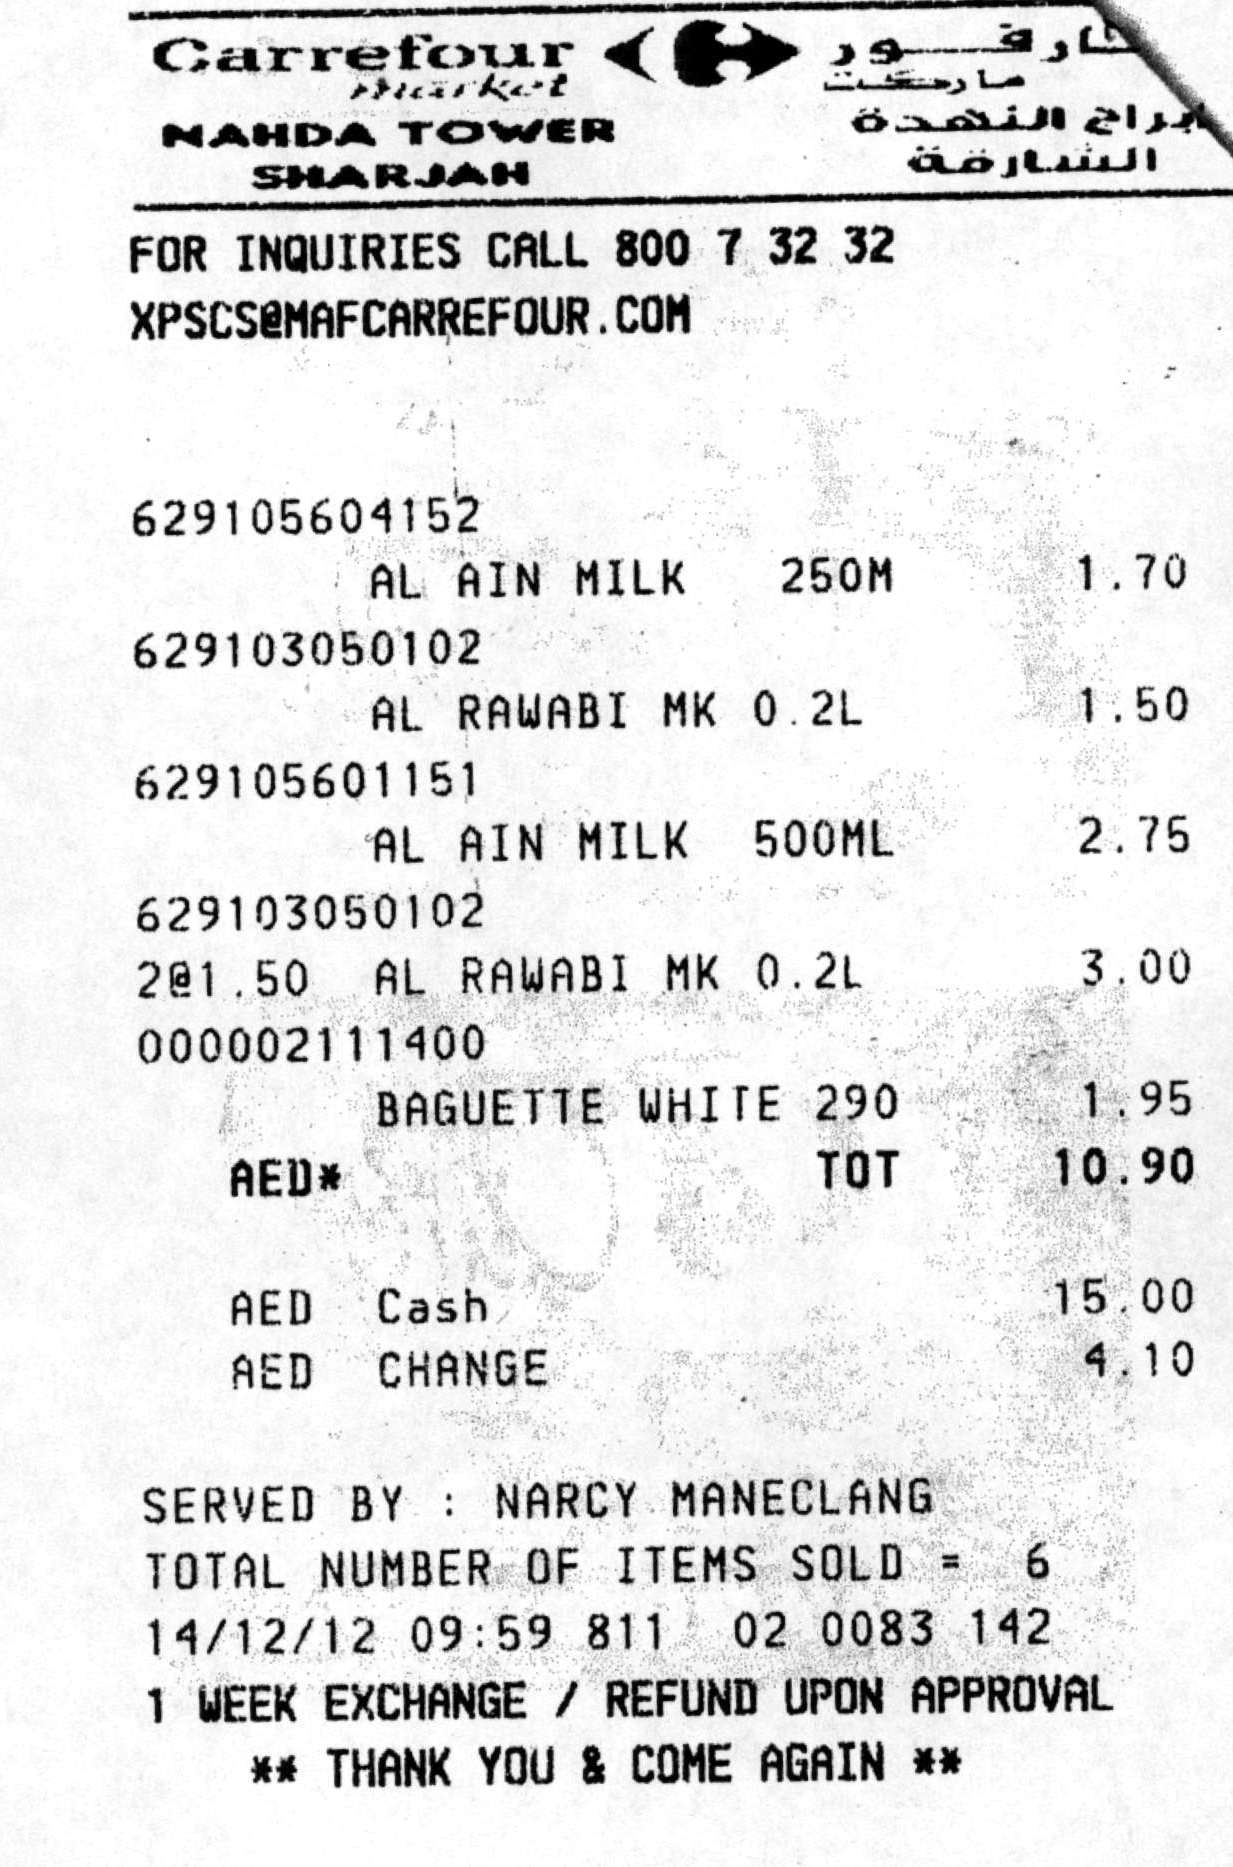 Carrefour
market
NAHDA TOWER
SHARJAH
مارحكت
ابراج النهدة
الشارقة
FOR INQUIRIES CALL 800 7 32 32
XPSCS@MAFCARREFOUR.COM
629105604152
AL AIN MILK 250M 1.70
629103050102
AL RAWABI MK 0.2L 1.50
629105601151
AL AIN MILK 500ML 2.75
629103050102
2@1.50 AL RAWABI MK 0.2L 3.00
000002111400
BAGUETTE WHITE 290 1.95
AED* TOT 10.90
AED Cash 15.00
AED CHANGE 4.10
SERVED BY : NARCY MANECLANG
TOTAL NUMBER OF ITEMS SOLD = 6
14/12/12 09:59 811 02 0083 142
1 WEEK EXCHANGE / REFUND UPON APPROVAL
** THANK YOU & COME AGAIN **